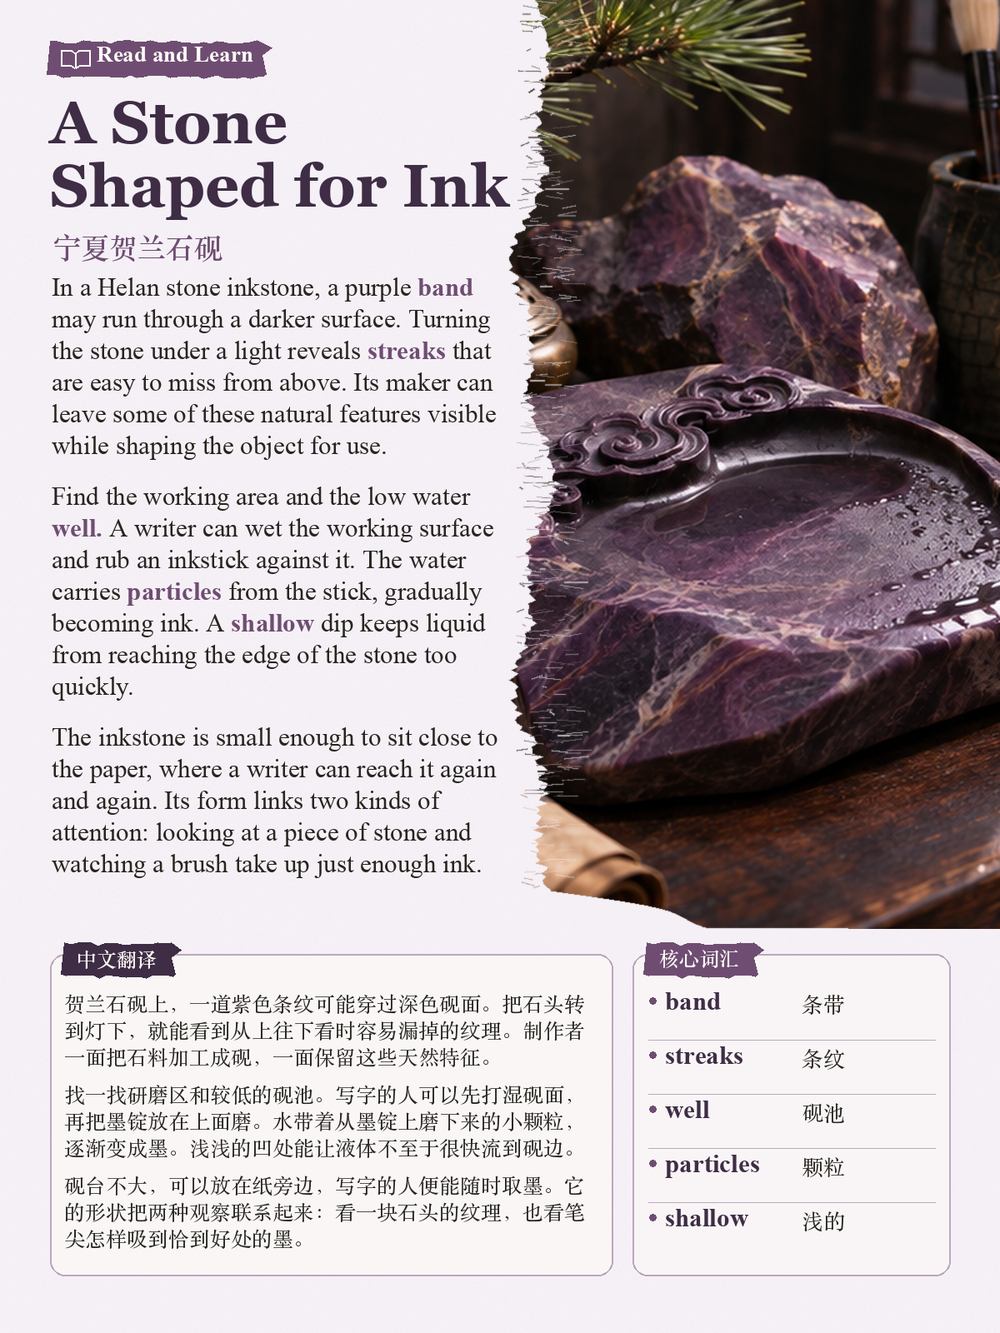 Read and Learn
A Stone
Shaped for Ink
宁夏贺兰石砚
In a Helan stone inkstone, a purple band
may run through a darker surface. Turning
the stone under a light reveals streaks that
are easy to miss from above. Its maker can
leave some of these natural features visible
while shaping the object for use.
Find the working area and the low water
well. A writer can wet the working surface
and rub an inkstick against it. The water
carries particles from the stick, gradually
becoming ink. A shallow dip keeps liquid
from reaching the edge of the stone too
quickly.
The inkstone is small enough to sit close to
the paper, where a writer can reach it again
and again. Its form links two kinds of
attention: looking at a piece of stone and
watching a brush take up just enough ink.
中文翻译
贺兰石砚上，一道紫色条纹可能穿过深色砚面。把石头转
到灯下，就能看到从上往下看时容易漏掉的纹理。制作者
一面把石料加工成砚，一面保留这些天然特征。
找一找研磨区和较低的砚池。写字的人可以先打湿砚面，
再把墨锭放在上面磨。水带着从墨锭上磨下来的小颗粒，
逐渐变成墨。浅浅的凹处能让液体不至于很快流到砚边。
砚台不大，可以放在纸旁边，写字的人便能随时取墨。它
的形状把两种观察联系起来：看一块石头的纹理，也看笔
尖怎样吸到恰到好处的墨。
核心词汇
• band 条带
• streaks 条纹
• well 砚池
• particles 颗粒
• shallow 浅的